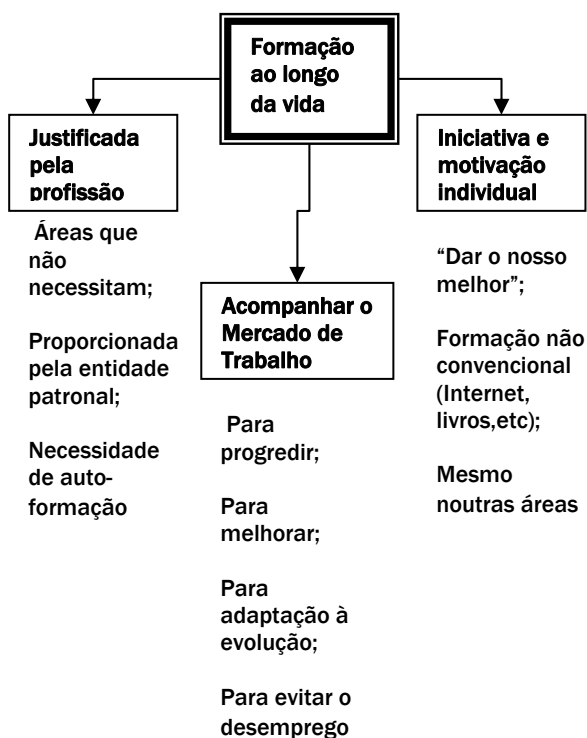 Formação
ao longo
da vida
Justificada
pela
profissão
Áreas que
não
necessitam;
Proporcionada
pela entidade
patronal;
Necessidade
de auto-
formação
Acompanhar o
Mercado de
Trabalho
Para
progredir;
Para
melhorar;
Para
adaptação à
evolução;
Para evitar o
desemprego
Iniciativa e
motivação
individual
“Dar o nosso
melhor”;
Formação não
convencional
(Internet,
livros,etc);
Mesmo
noutras áreas